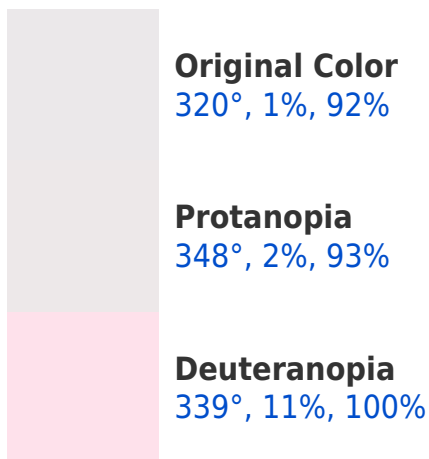 Original Color
320°, 1%, 92%
Protanopia
348°, 2%, 93%
Deuteranopia
339°, 11%, 100%